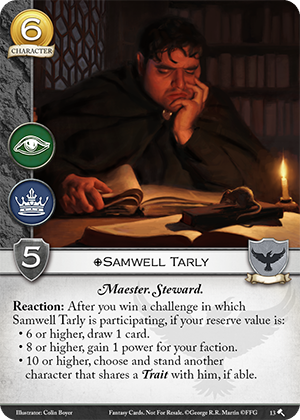 6
CHARACTER
5
SAMWELL TARLY
Maester. Steward.
Reaction: After you win a challenge in which
Samwell Tarly is participating, if your reserve value is:
• 6 or higher, draw 1 card.
• 8 or higher, gain 1 power for your faction.
• 10 or higher, choose and stand another
character that shares a Trait with him, if able.
Illustrator: Colin Boyer
Fantasy Cards. Not For Resale. ©George R.R. Martin ©FFG
13